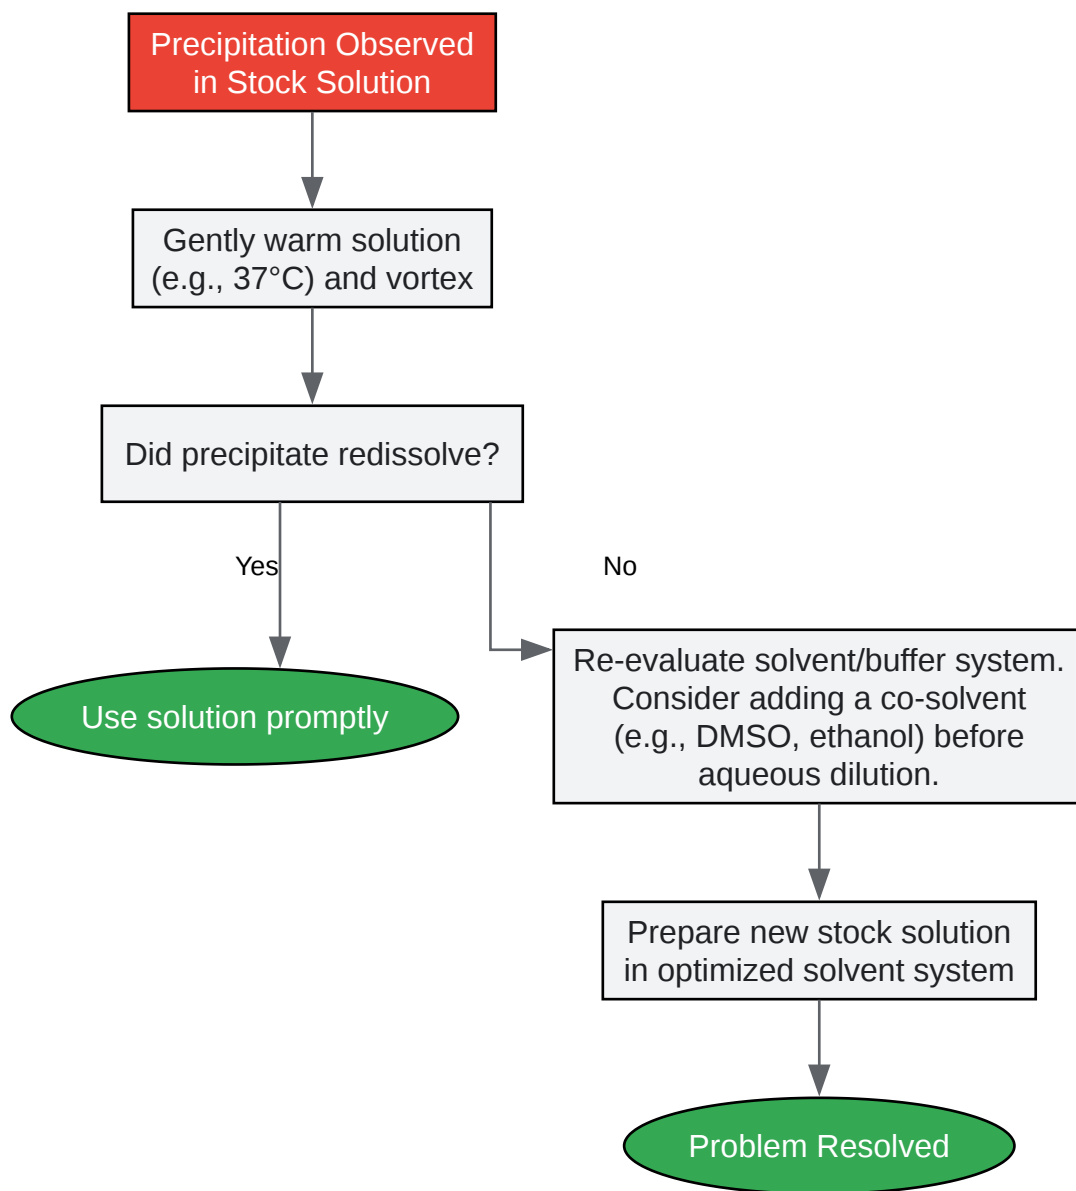 Precipitation Observed
in Stock Solution
Gently warm solution
(e.g., 37°C) and vortex
Did precipitate redissolve?
Yes
No
Use solution promptly
Re-evaluate solvent/buffer system.
Consider adding a co-solvent
(e.g., DMSO, ethanol) before
aqueous dilution.
Prepare new stock solution
in optimized solvent system
Problem Resolved